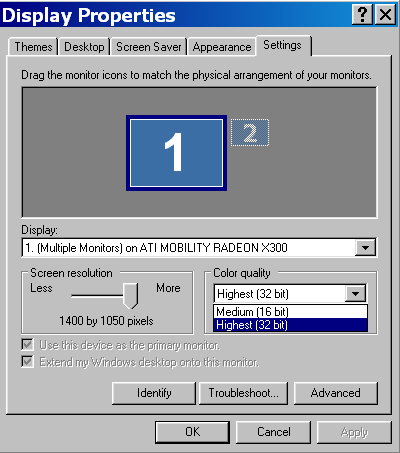 Display Properties
Themes Desktop Screen Saver Appearance Settings
Drag the monitor icons to match the physical arrangement of your monitors.
1 2
Display:
1. (Multiple Monitors) on ATI MOBILITY RADEON X300
Screen resolution
Less More
1400 by 1050 pixels
Color quality
Highest (32 bit)
Medium (16 bit)
Highest (32 bit)
Use this device as the primary monitor.
Extend my Windows desktop onto this monitor.
Identify Troubleshoot... Advanced
OK Cancel Apply